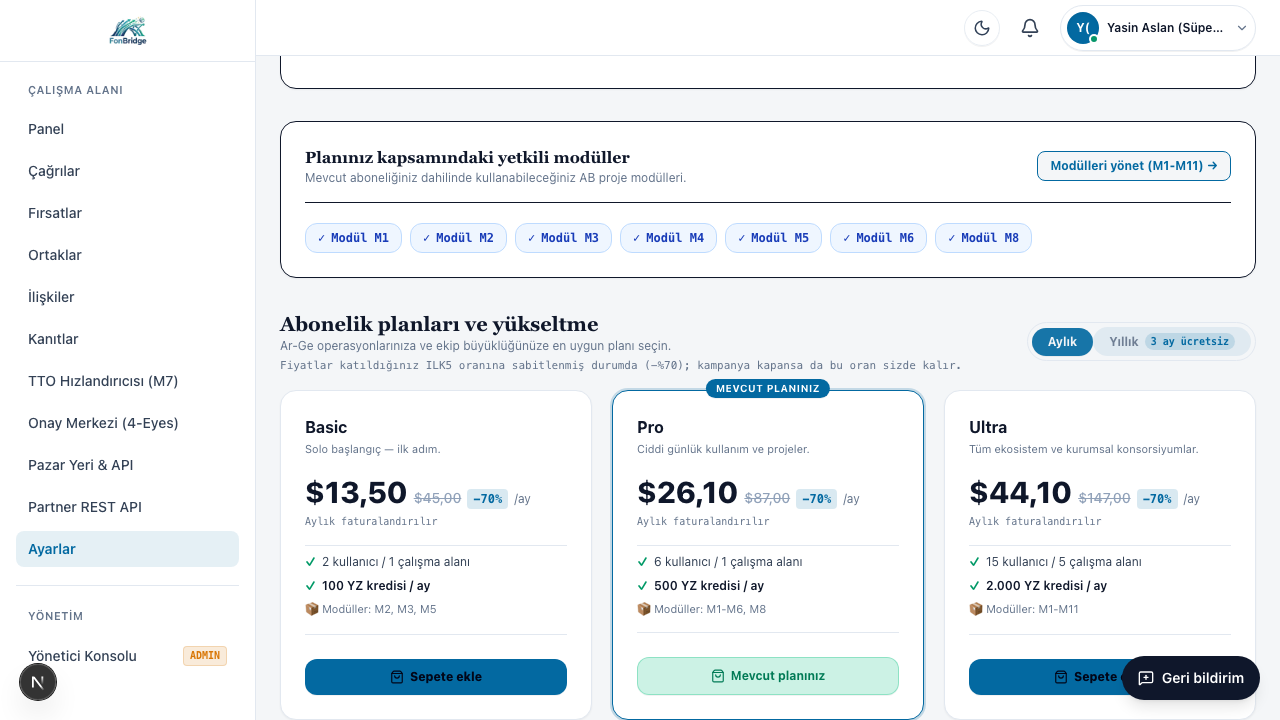 FonBridge
Y(
Yasin Aslan (Süpe...
ÇALIŞMA ALANI
Panel
Çağrılar
Fırsatlar
Ortaklar
İlişkiler
Kanıtlar
TTO Hızlandırıcısı (M7)
Onay Merkezi (4-Eyes)
Pazar Yeri & API
Partner REST API
Ayarlar
YÖNETİM
Yönetici Konsolu
ADMIN
N
Planınız kapsamındaki yetkili modüller
Mevcut aboneliğiniz dahilinde kullanabileceğiniz AB proje modülleri.
Modülleri yönet (M1-M11) →
✓ Modül M1
✓ Modül M2
✓ Modül M3
✓ Modül M4
✓ Modül M5
✓ Modül M6
✓ Modül M8
Abonelik planları ve yükseltme
Ar-Ge operasyonlarınıza ve ekip büyüklüğünüze en uygun planı seçin.
Fiyatlar katıldığınız ILK5 oranına sabitlenmiş durumda (−%70); kampanya kapansa da bu oran sizde kalır.
Aylık
Yıllık 3 ay ücretsiz
Basic
Solo başlangıç — ilk adım.
$13,50 $45,00 −70% /ay
Aylık faturalandırılır
2 kullanıcı / 1 çalışma alanı
100 YZ kredisi / ay
📦 Modüller: M2, M3, M5
Sepete ekle
MEVCUT PLANINIZ
Pro
Ciddi günlük kullanım ve projeler.
$26,10 $87,00 −70% /ay
Aylık faturalandırılır
6 kullanıcı / 1 çalışma alanı
500 YZ kredisi / ay
📦 Modüller: M1-M6, M8
Mevcut planınız
Ultra
Tüm ekosistem ve kurumsal konsorsiyumlar.
$44,10 $147,00 −70% /ay
Aylık faturalandırılır
15 kullanıcı / 5 çalışma alanı
2.000 YZ kredisi / ay
📦 Modüller: M1-M11
Sepete
Geri bildirim